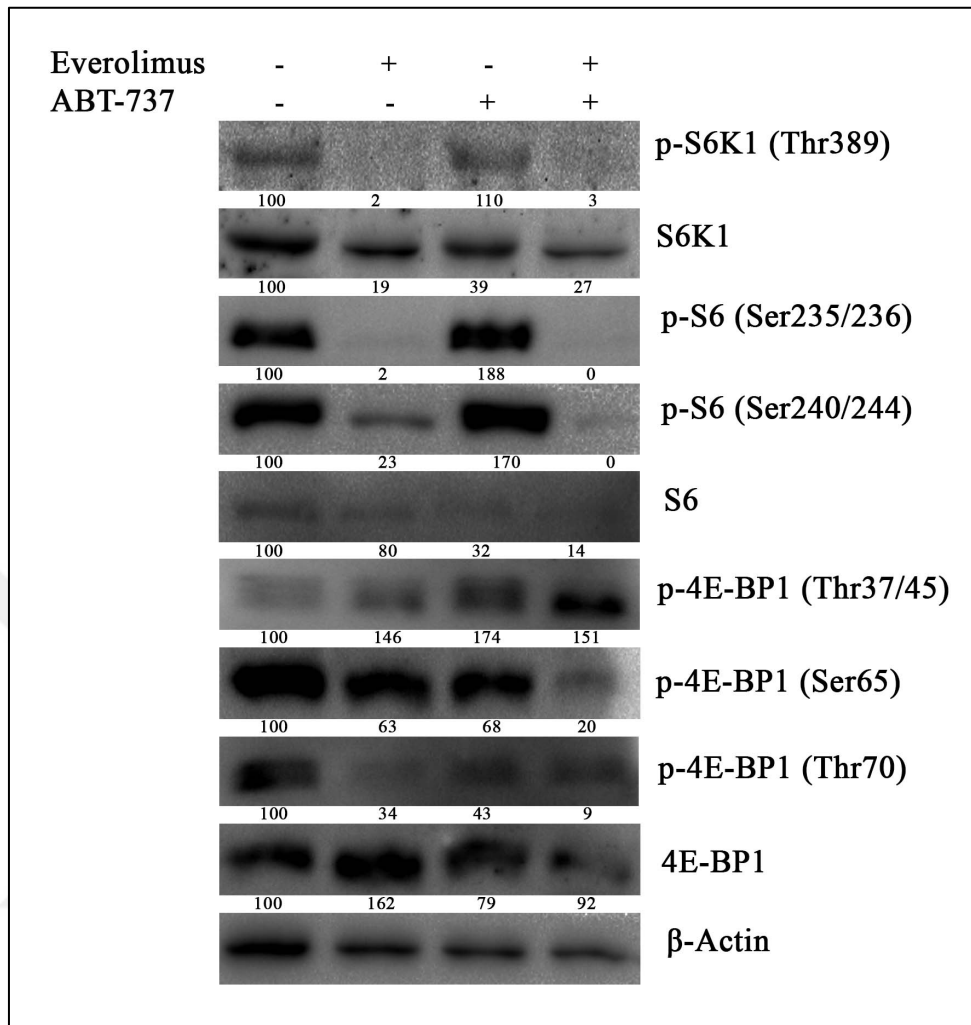 Everolimus - + - +
ABT-737 - - + +
p-S6K1 (Thr389)
100 2 110 3
S6K1
100 19 39 27
p-S6 (Ser235/236)
100 2 188 0
p-S6 (Ser240/244)
100 23 170 0
S6
100 80 32 14
p-4E-BP1 (Thr37/45)
100 146 174 151
p-4E-BP1 (Ser65)
100 63 68 20
p-4E-BP1 (Thr70)
100 34 43 9
4E-BP1
100 162 79 92
β-Actin